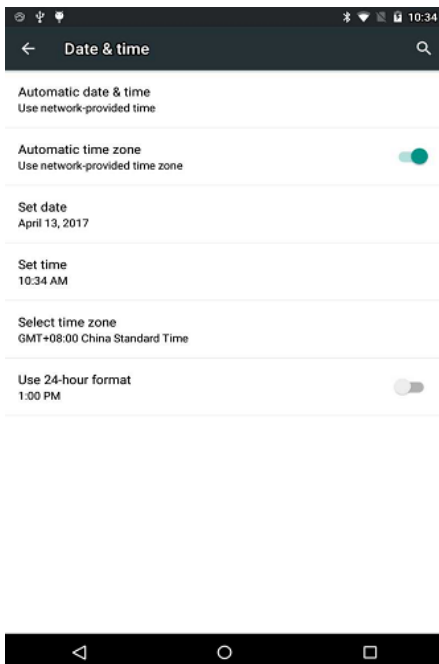 10:34
Date & time
Automatic date & time
Use network-provided time
Automatic time zone
Use network-provided time zone
Set date
April 13, 2017
Set time
10:34 AM
Select time zone
GMT+08:00 China Standard Time
Use 24-hour format
1:00 PM